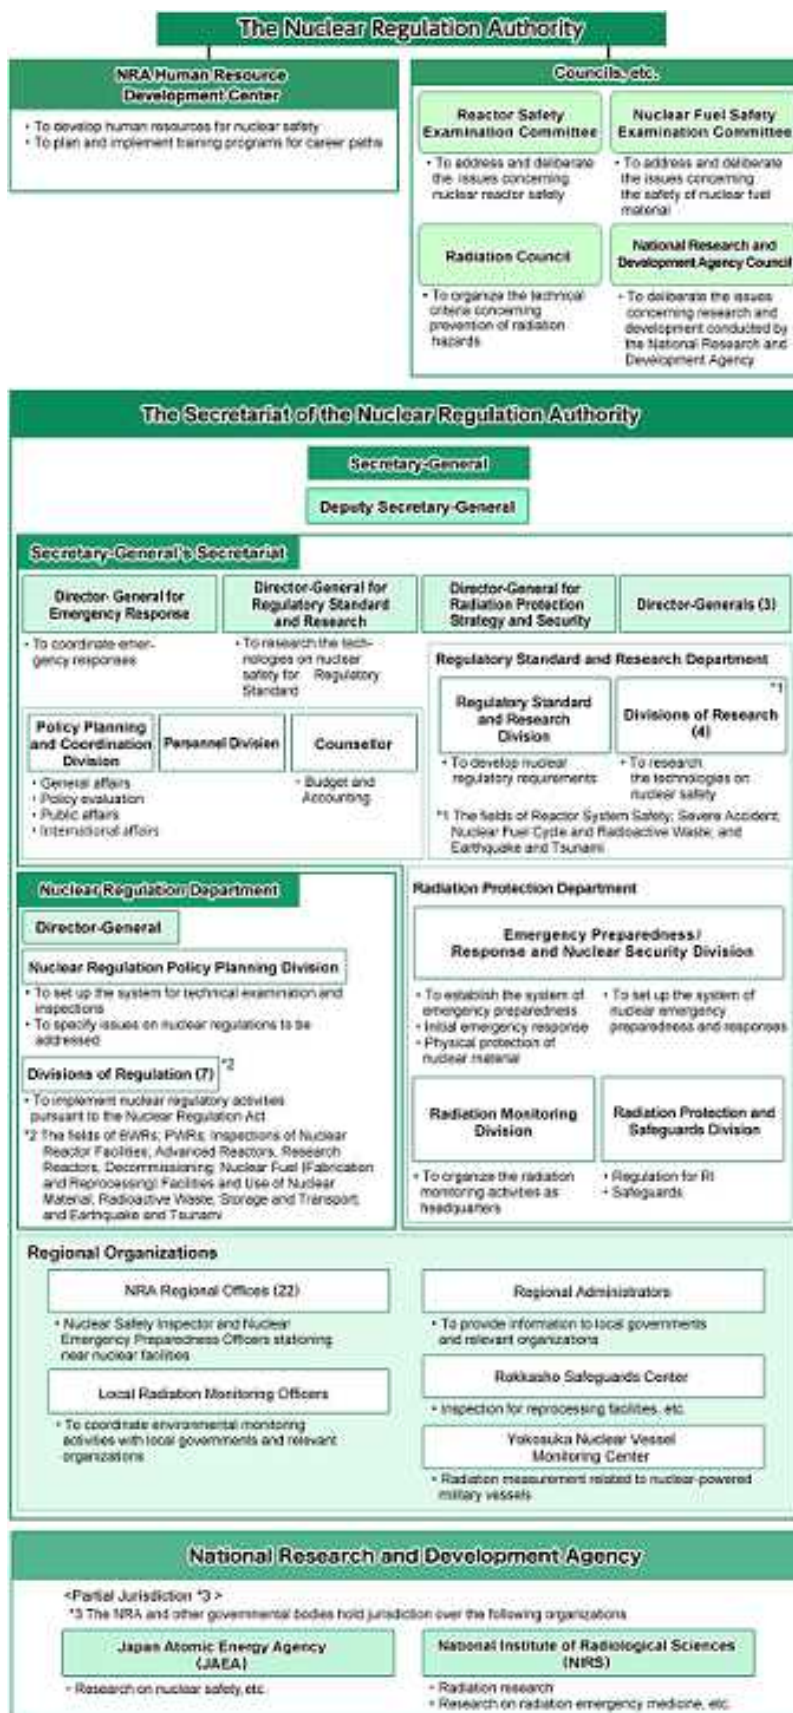 The Nuclear Regulation Authority
NRA Human Resource
Development Center
• To develop human resources for nuclear safety
• To plan and implement training programs for career paths
Councils, etc.
Reactor Safety
Examination Committee
• To address and deliberate
the issues concerning
nuclear reactor safety
Nuclear Fuel Safety
Examination Committee
• To address and deliberate
the issues concerning
the safety of nuclear fuel
material
Radiation Council
• To organize the technical
criteria concerning
prevention of radiation
hazards
National Research and
Development Agency Council
• To deliberate the issues
concerning research and
development conducted by
the National Research and
Development Agency
The Secretariat of the Nuclear Regulation Authority
Secretary-General
Deputy Secretary-General
Secretary-General's Secretariat
Director- General for
Emergency Response
• To coordinate emer-
gency responses
Director-General for
Regulatory Standard
and Research
• To research the tech-
nologies on nuclear
safety for Regulatory
Standard
Director-General for
Radiation Protection
Strategy and Security
Director-Generals (3)
Policy Planning
and Coordination
Division
• General affairs
• Policy evaluation
• Public affairs
• International affairs
Personnel Division
Counsellor
• Budget and
Accounting
Regulatory Standard and Research Department
Regulatory Standard
and Research
Division
• To develop nuclear
regulatory requirements
*1
Divisions of Research
(4)
• To research
the technologies on
nuclear safety
*1 The fields of Reactor System Safety; Severe Accident;
Nuclear Fuel Cycle and Radioactive Waste; and
Earthquake and Tsunami
Nuclear Regulation Department
Director-General
Nuclear Regulation Policy Planning Division
• To set up the system for technical examination and
inspections
• To specify issues on nuclear regulations to be
addressed
Divisions of Regulation (7) *2
• To implement nuclear regulatory activities
pursuant to the Nuclear Regulation Act
*2 The fields of BWRs; PWRs; Inspections of Nuclear
Reactor Facilities; Advanced Reactors, Research
Reactors, Decommissioning; Nuclear Fuel (Fabrication
and Reprocessing) Facilities and Use of Nuclear
Material; Radioactive Waste, Storage and Transport;
and Earthquake and Tsunami
Radiation Protection Department
Emergency Preparedness/
Response and Nuclear Security Division
• To establish the system of
emergency preparedness
• Initial emergency response
• Physical protection of
nuclear material
• To set up the system of
nuclear emergency
preparedness and responses
Radiation Monitoring
Division
• To organize the radiation
monitoring activities as
headquarters
Radiation Protection and
Safeguards Division
• Regulation for RI
• Safeguards
Regional Organizations
NRA Regional Offices (22)
• Nuclear Safety Inspector and Nuclear
Emergency Preparedness Officers stationing
near nuclear facilities
Local Radiation Monitoring Officers
• To coordinate environmental monitoring
activities with local governments and relevant
organizations
Regional Administrators
• To provide information to local governments
and relevant organizations
Rokkasho Safeguards Center
• Inspection for reprocessing facilities, etc.
Yokosuka Nuclear Vessel
Monitoring Center
• Radiation measurement related to nuclear-powered
military vessels
National Research and Development Agency
<Partial Jurisdiction *3 >
*3 The NRA and other governmental bodies hold jurisdiction over the following organizations
Japan Atomic Energy Agency
(JAEA)
• Research on nuclear safety, etc.
National Institute of Radiological Sciences
(NIRS)
• Radiation research
• Research on radiation emergency medicine, etc.